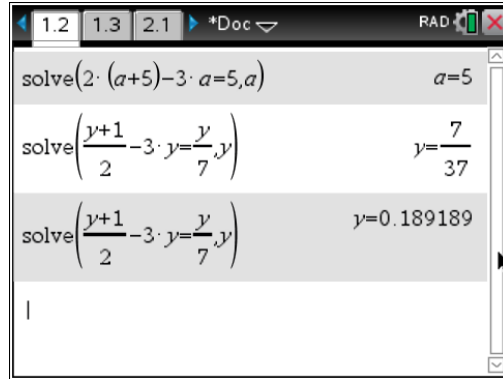 1.2 1.3 2.1 *Doc RAD
solve(2·(a+5)−3·a=5,a) a=5
solve((y+1)/2−3·y=y/7,y) y=7/37
solve((y+1)/2−3·y=y/7,y) y=0.189189